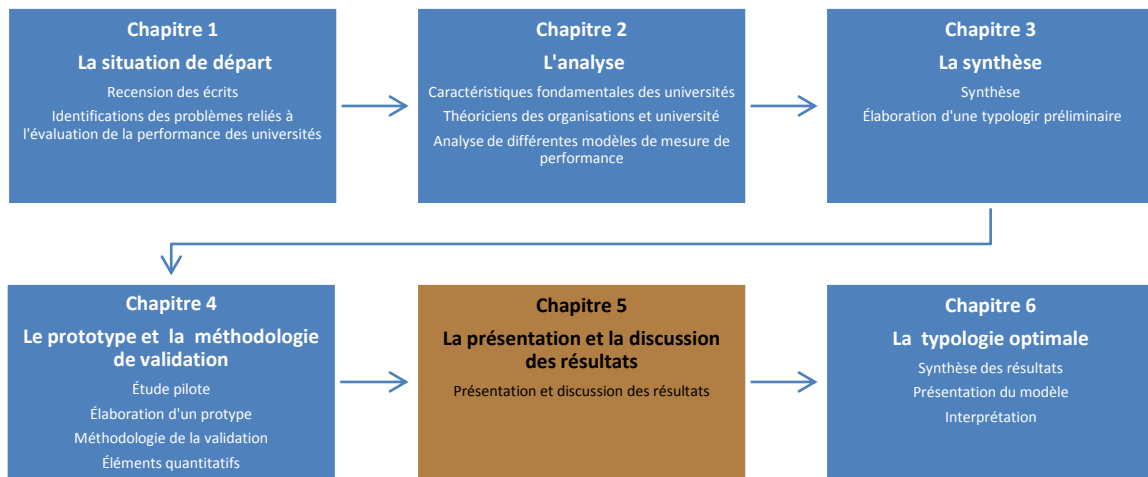 Chapitre 1
La situation de départ
Recension des écrits
Identifications des problèmes reliés à
l'évaluation de la performance des universités
Chapitre 2
L'analyse
Caractéristiques fondamentales des universités
Théoriciens des organisations et université
Analyse de différentes modèles de mesure de
performance
Chapitre 3
La synthèse
Synthèse
Élaboration d'une typologir préliminaire
Chapitre 4
Le prototype et la méthodologie
de validation
Étude pilote
Élaboration d'un protype
Méthodologie de la validation
Éléments quantitatifs
Chapitre 5
La présentation et la discussion
des résultats
Présentation et discussion des résultats
Chapitre 6
La typologie optimale
Synthèse des résultats
Présentation du modèle
Interprétation